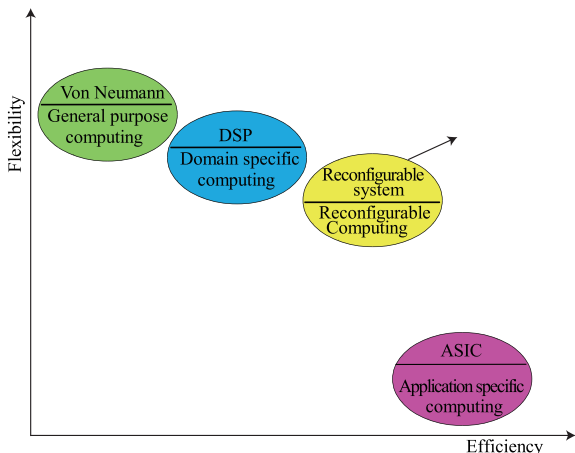 Flexibility
Von Neumann
General purpose
computing
DSP
Domain specific
computing
Reconfigurable
system
Reconfigurable
Computing
ASIC
Application specific
computing
Efficiency